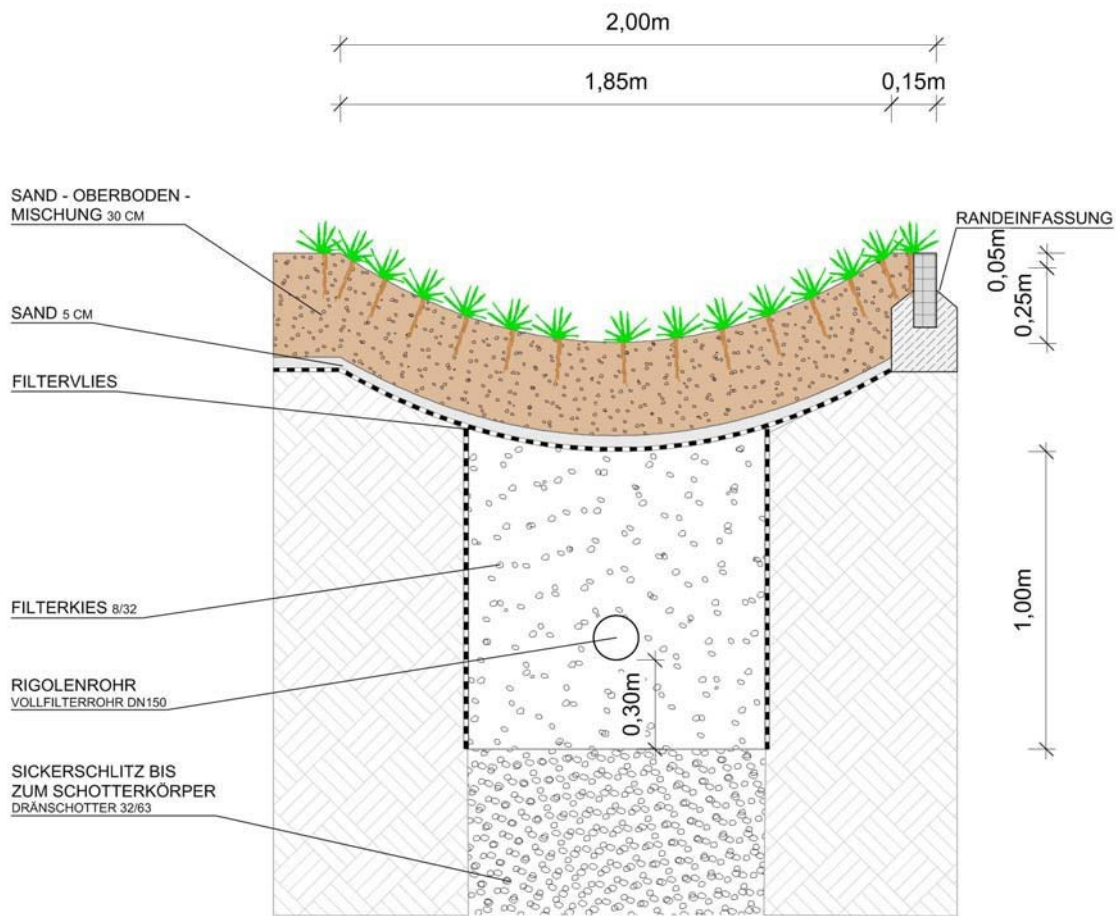 2,00m
1,85m
0,15m
SAND - OBERBODEN -
MISCHUNG 30 CM
RANDEINFASSUNG
0,05m
0,25m
SAND 5 CM
FILTERVLIES
1,00m
FILTERKIES 8/32
RIGOLENROHR
VOLLFILTERROHR DN150
0,30m
SICKERSCHLITZ BIS
ZUM SCHOTTERKÖRPER
DRÄNSCHOTTER 32/63